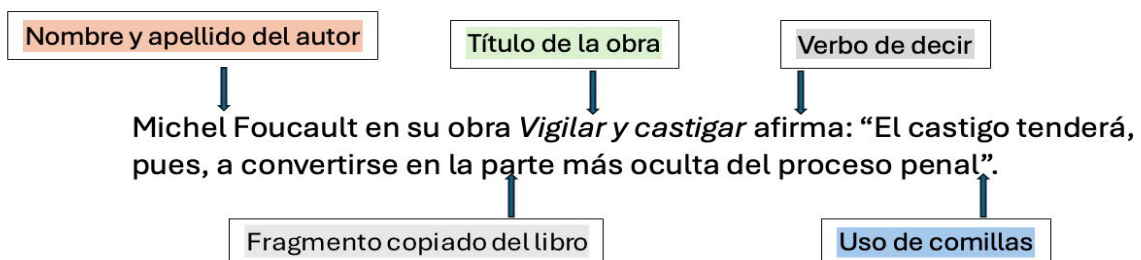 Nombre y apellido del autor
Título de la obra
Verbo de decir
Michel Foucault en su obra Vigilar y castigar afirma: “El castigo tenderá,
pues, a convertirse en la parte más oculta del proceso penal”.
Fragmento copiado del libro
Uso de comillas